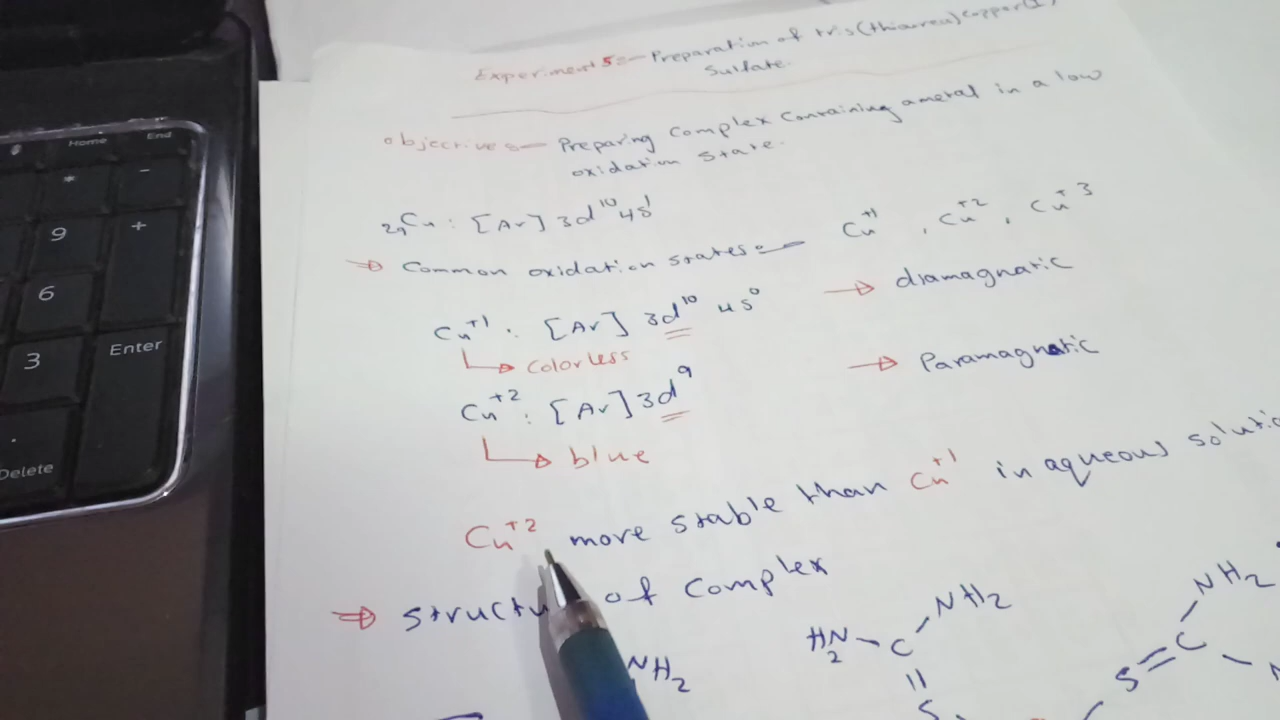 Home End
* -
9 +
6
3 Enter
.
Delete
Experiment 5:- Preparation of tris(thiourea)copper(I)
Sulfate.
objectives:- Preparing Complex Containing a metal in a low
oxidation state.
29Cu : [Ar] 3d¹⁰ 4s¹
⇒ Common oxidation states:- Cu⁺¹ , Cu⁺² , Cu⁺³
Cu⁺¹ : [Ar] 3d¹⁰ 4s⁰ → diamagnatic
↳ Colorless
Cu⁺² : [Ar] 3d⁹ → Paramagnatic
↳ blue
Cu⁺² more stable than Cu⁺¹ in aqueous
⇒ of Complex
NH₂
H₂N-C-NH₂
||
S
S=C-NH₂